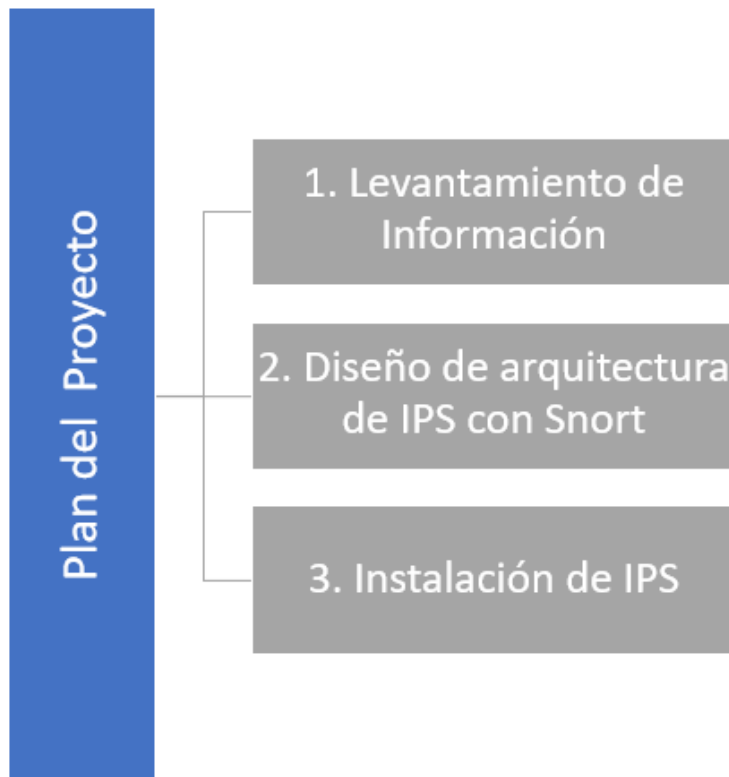 Plan del Proyecto
1. Levantamiento de
Información
2. Diseño de arquitectura
de IPS con Snort
3. Instalación de IPS